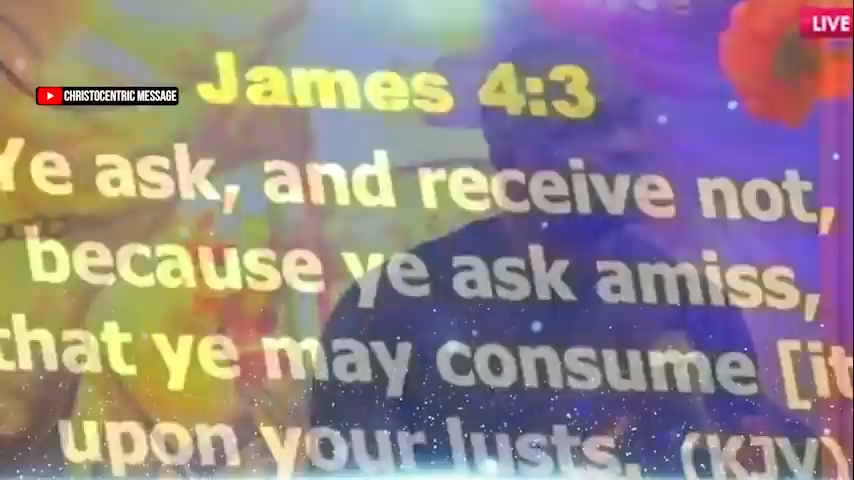 LIVE
James 4:3
CHRISTOCENTRIC MESSAGE
Ye ask, and receive not,
because ye ask amiss,
that ye may consume [it
upon your lusts. (KJV)